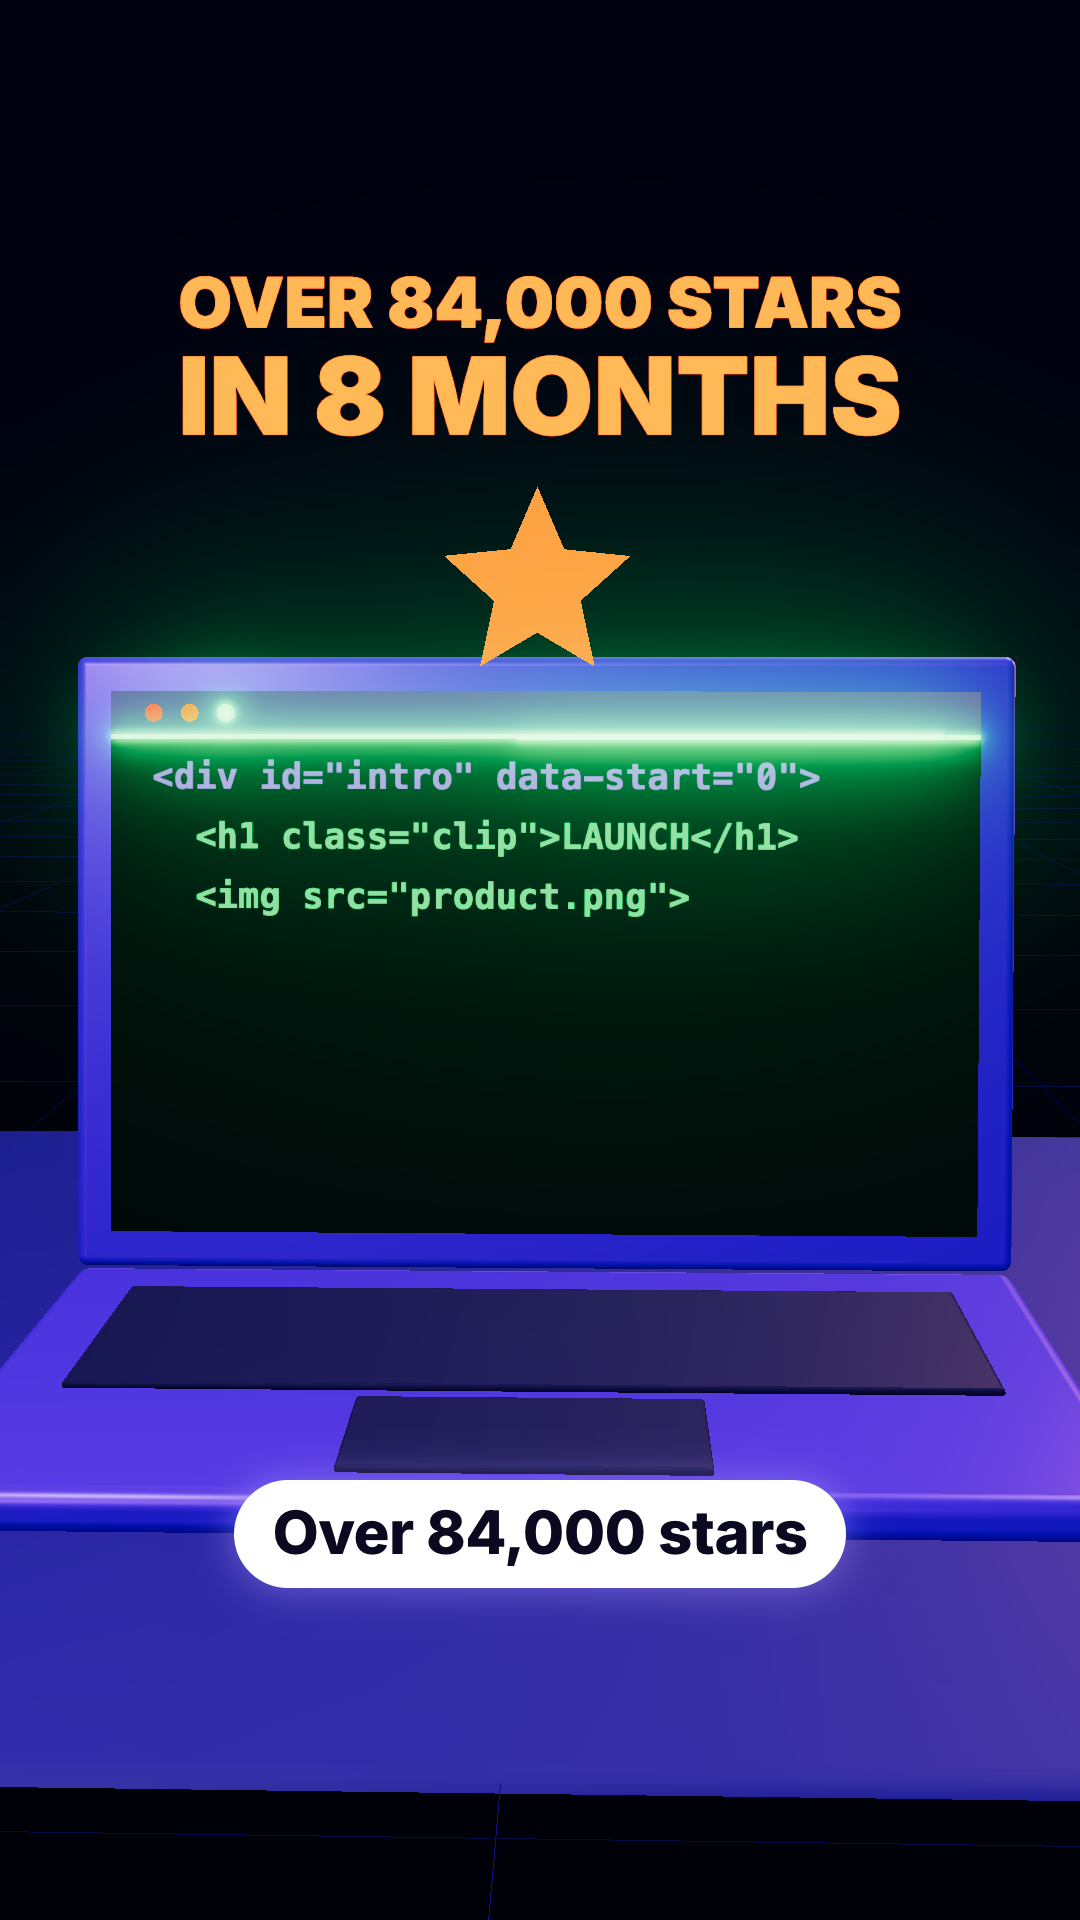 OVER 84,000 STARS
IN 8 MONTHS
<div id="intro" data-start="0">
<h1 class="clip">LAUNCH</h1>
<img src="product.png">
Over 84,000 stars